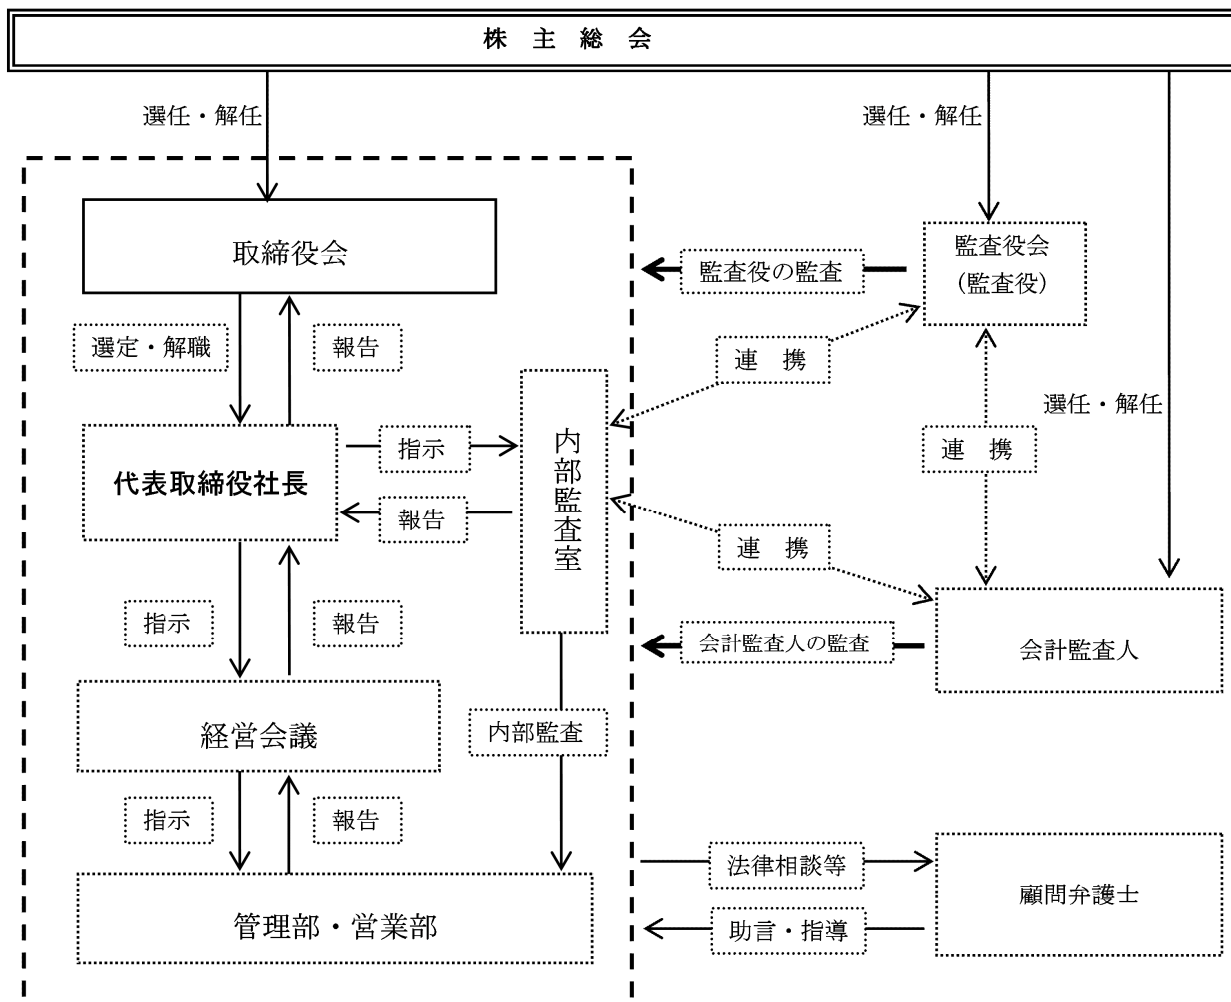 株　主　総　会
選任・解任
選任・解任
取締役会
監査役の監査
監査役会
（監査役）
選定・解職
報告
連　携
選任・解任
代表取締役社長
指示
報告
内部監査室
連　携
連　携
指示
報告
会計監査人の監査
会計監査人
経営会議
内部監査
指示
報告
法律相談等
顧問弁護士
管理部・営業部
助言・指導